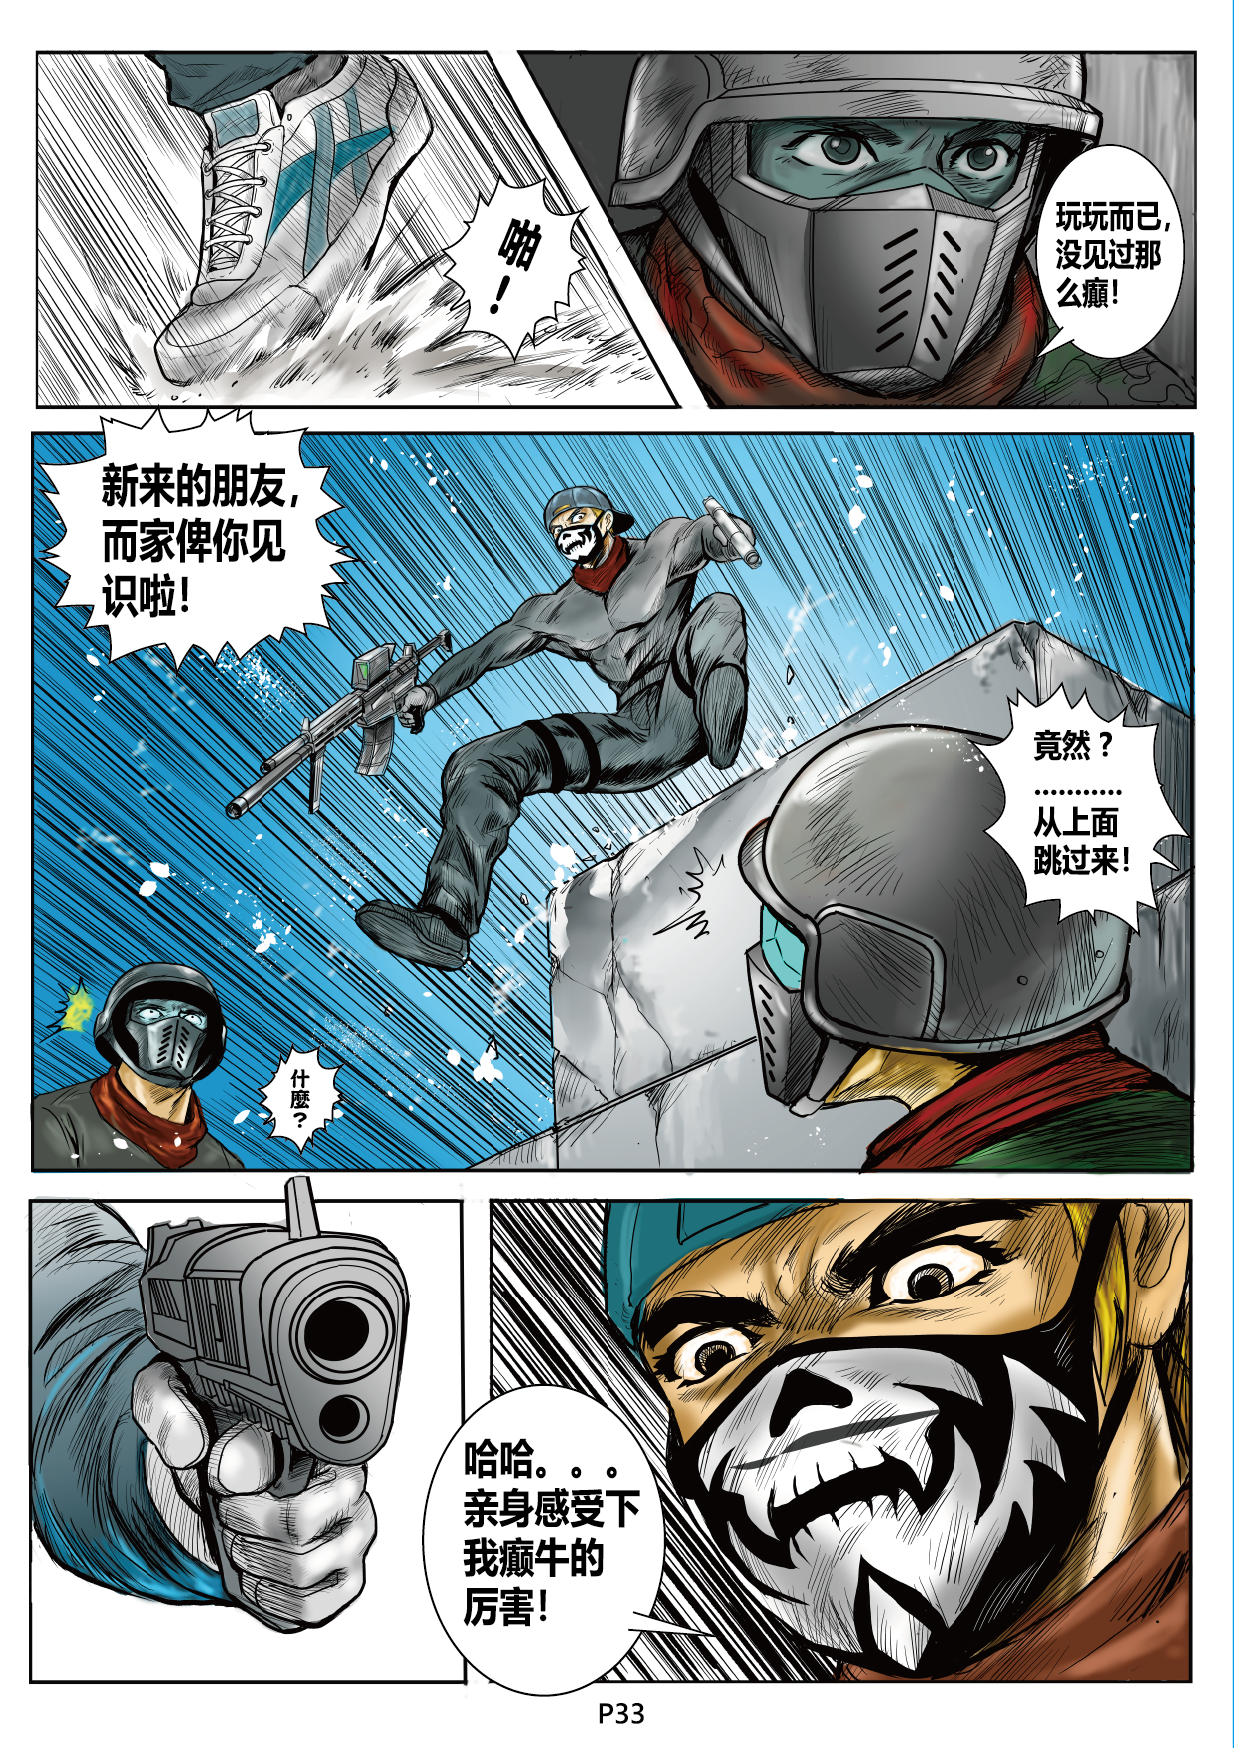 啪！
玩玩而已，
没见过那
么癫！
新来的朋友，
而家俾你见
识啦！
竟然？
…………
从上面
跳过来！
什
麼？
哈哈。。。
亲身感受下
我癫牛的
厉害！
P33